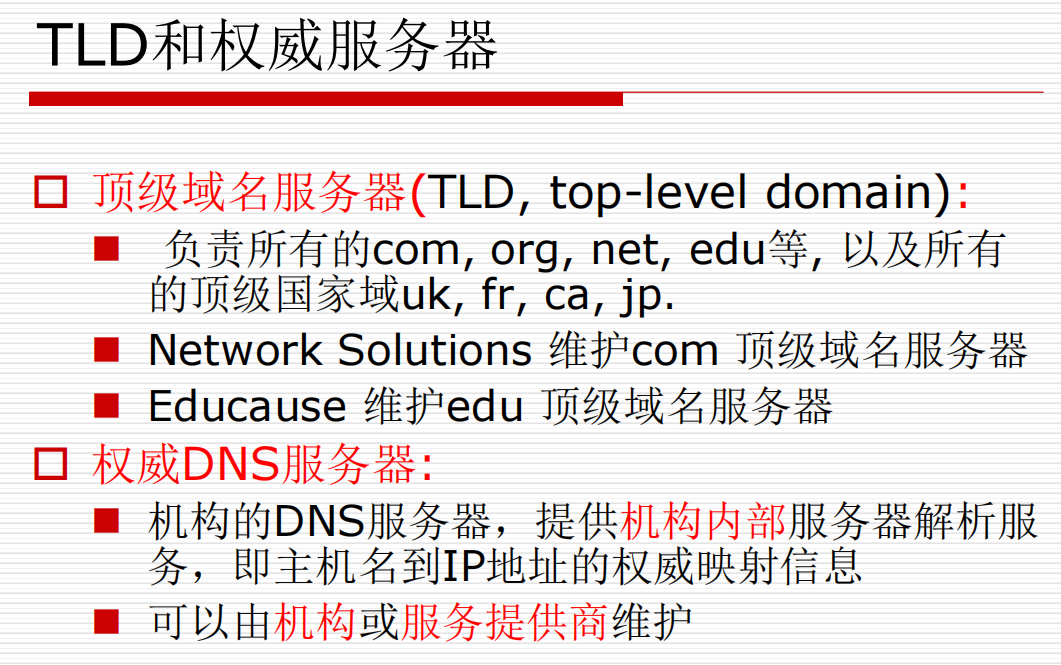 TLD和权威服务器
顶级域名服务器(TLD, top-level domain):
负责所有的com, org, net, edu等, 以及所有
的顶级国家域uk, fr, ca, jp.
Network Solutions 维护com 顶级域名服务器
Educause 维护edu 顶级域名服务器
权威DNS服务器:
机构的DNS服务器，提供机构内部服务器解析服
务，即主机名到IP地址的权威映射信息
可以由机构或服务提供商维护